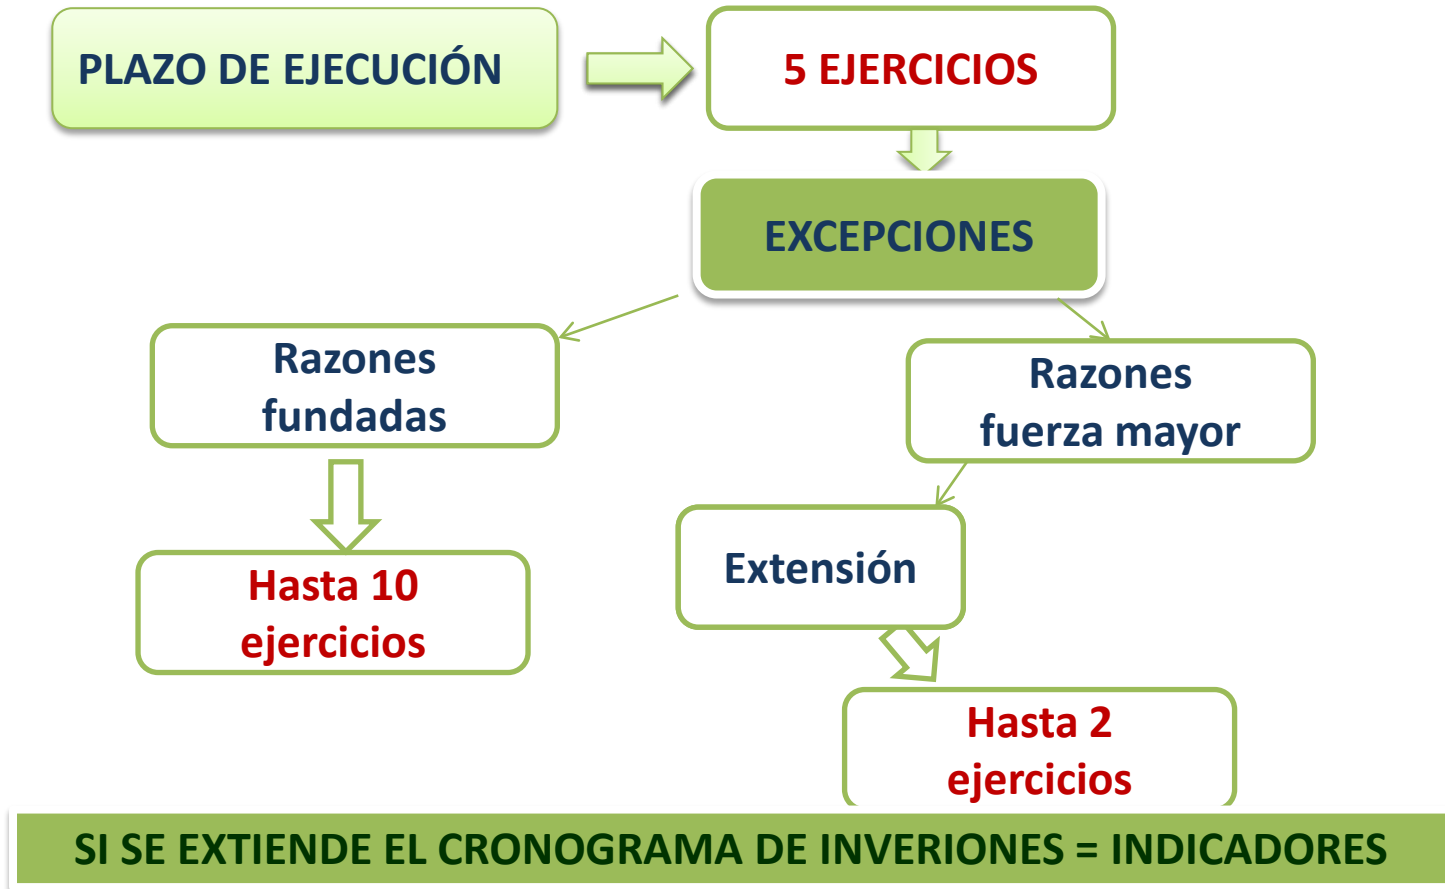 PLAZO DE EJECUCIÓN
5 EJERCICIOS
EXCEPCIONES
Razones
fundadas
Razones
fuerza mayor
Extensión
Hasta 10
ejercicios
Hasta 2
ejercicios
SI SE EXTIENDE EL CRONOGRAMA DE INVERIONES = INDICADORES